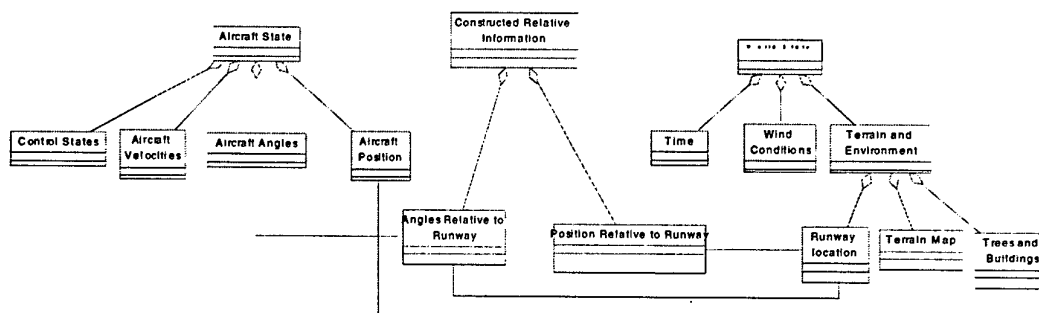 Aircraft State
Constructed Relative
Information
Control States
Aircraft
Velocities
Aircraft Angles
Aircraft
Position
Time
Wind
Conditions
Terrain and
Environment
Angles Relative to
Runway
Position Relative to Runway
Runway
location
Terrain Map
Trees and
Buildings